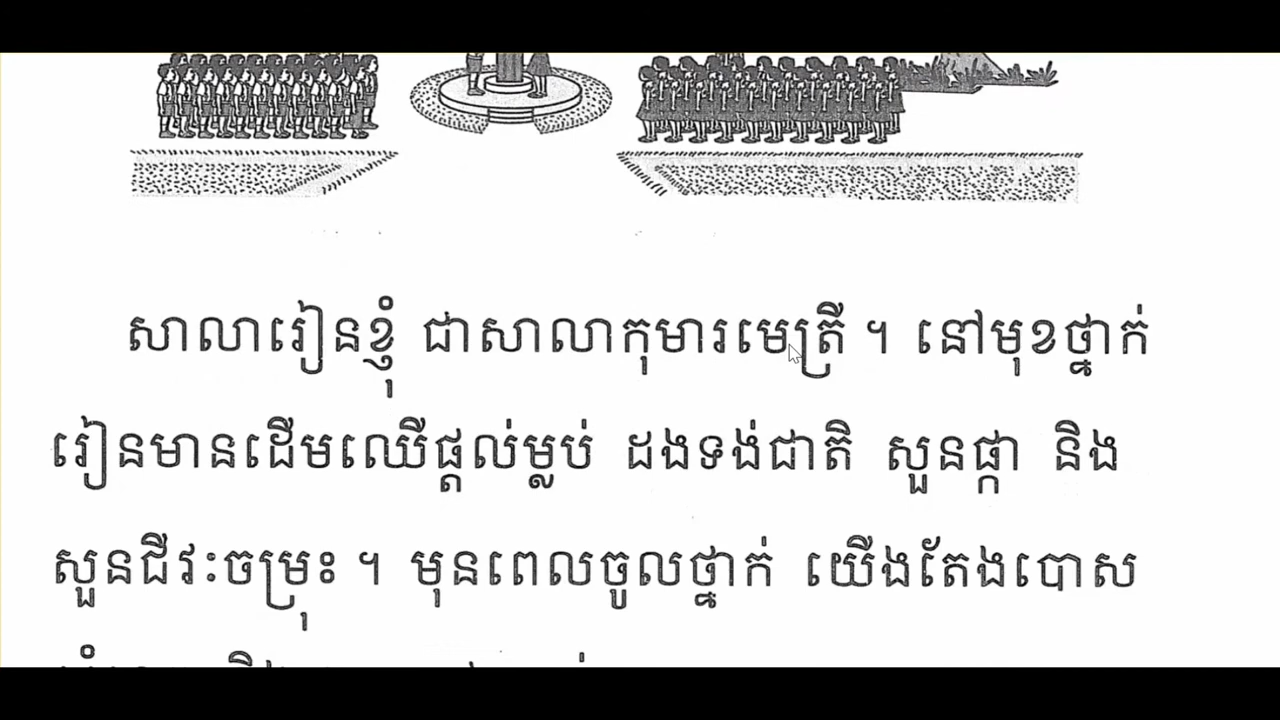 សាលារៀនខ្ញុំ ជាសាលាកុមារមេត្រី ។ នៅមុខថ្នាក់
រៀនមានដើមឈើផ្តល់ម្លប់ ដងទង់ជាតិ សួនផ្កា និង
សួនជីវៈចម្រុះ ។ មុនពេលចូលថ្នាក់ យើងតែងបោស